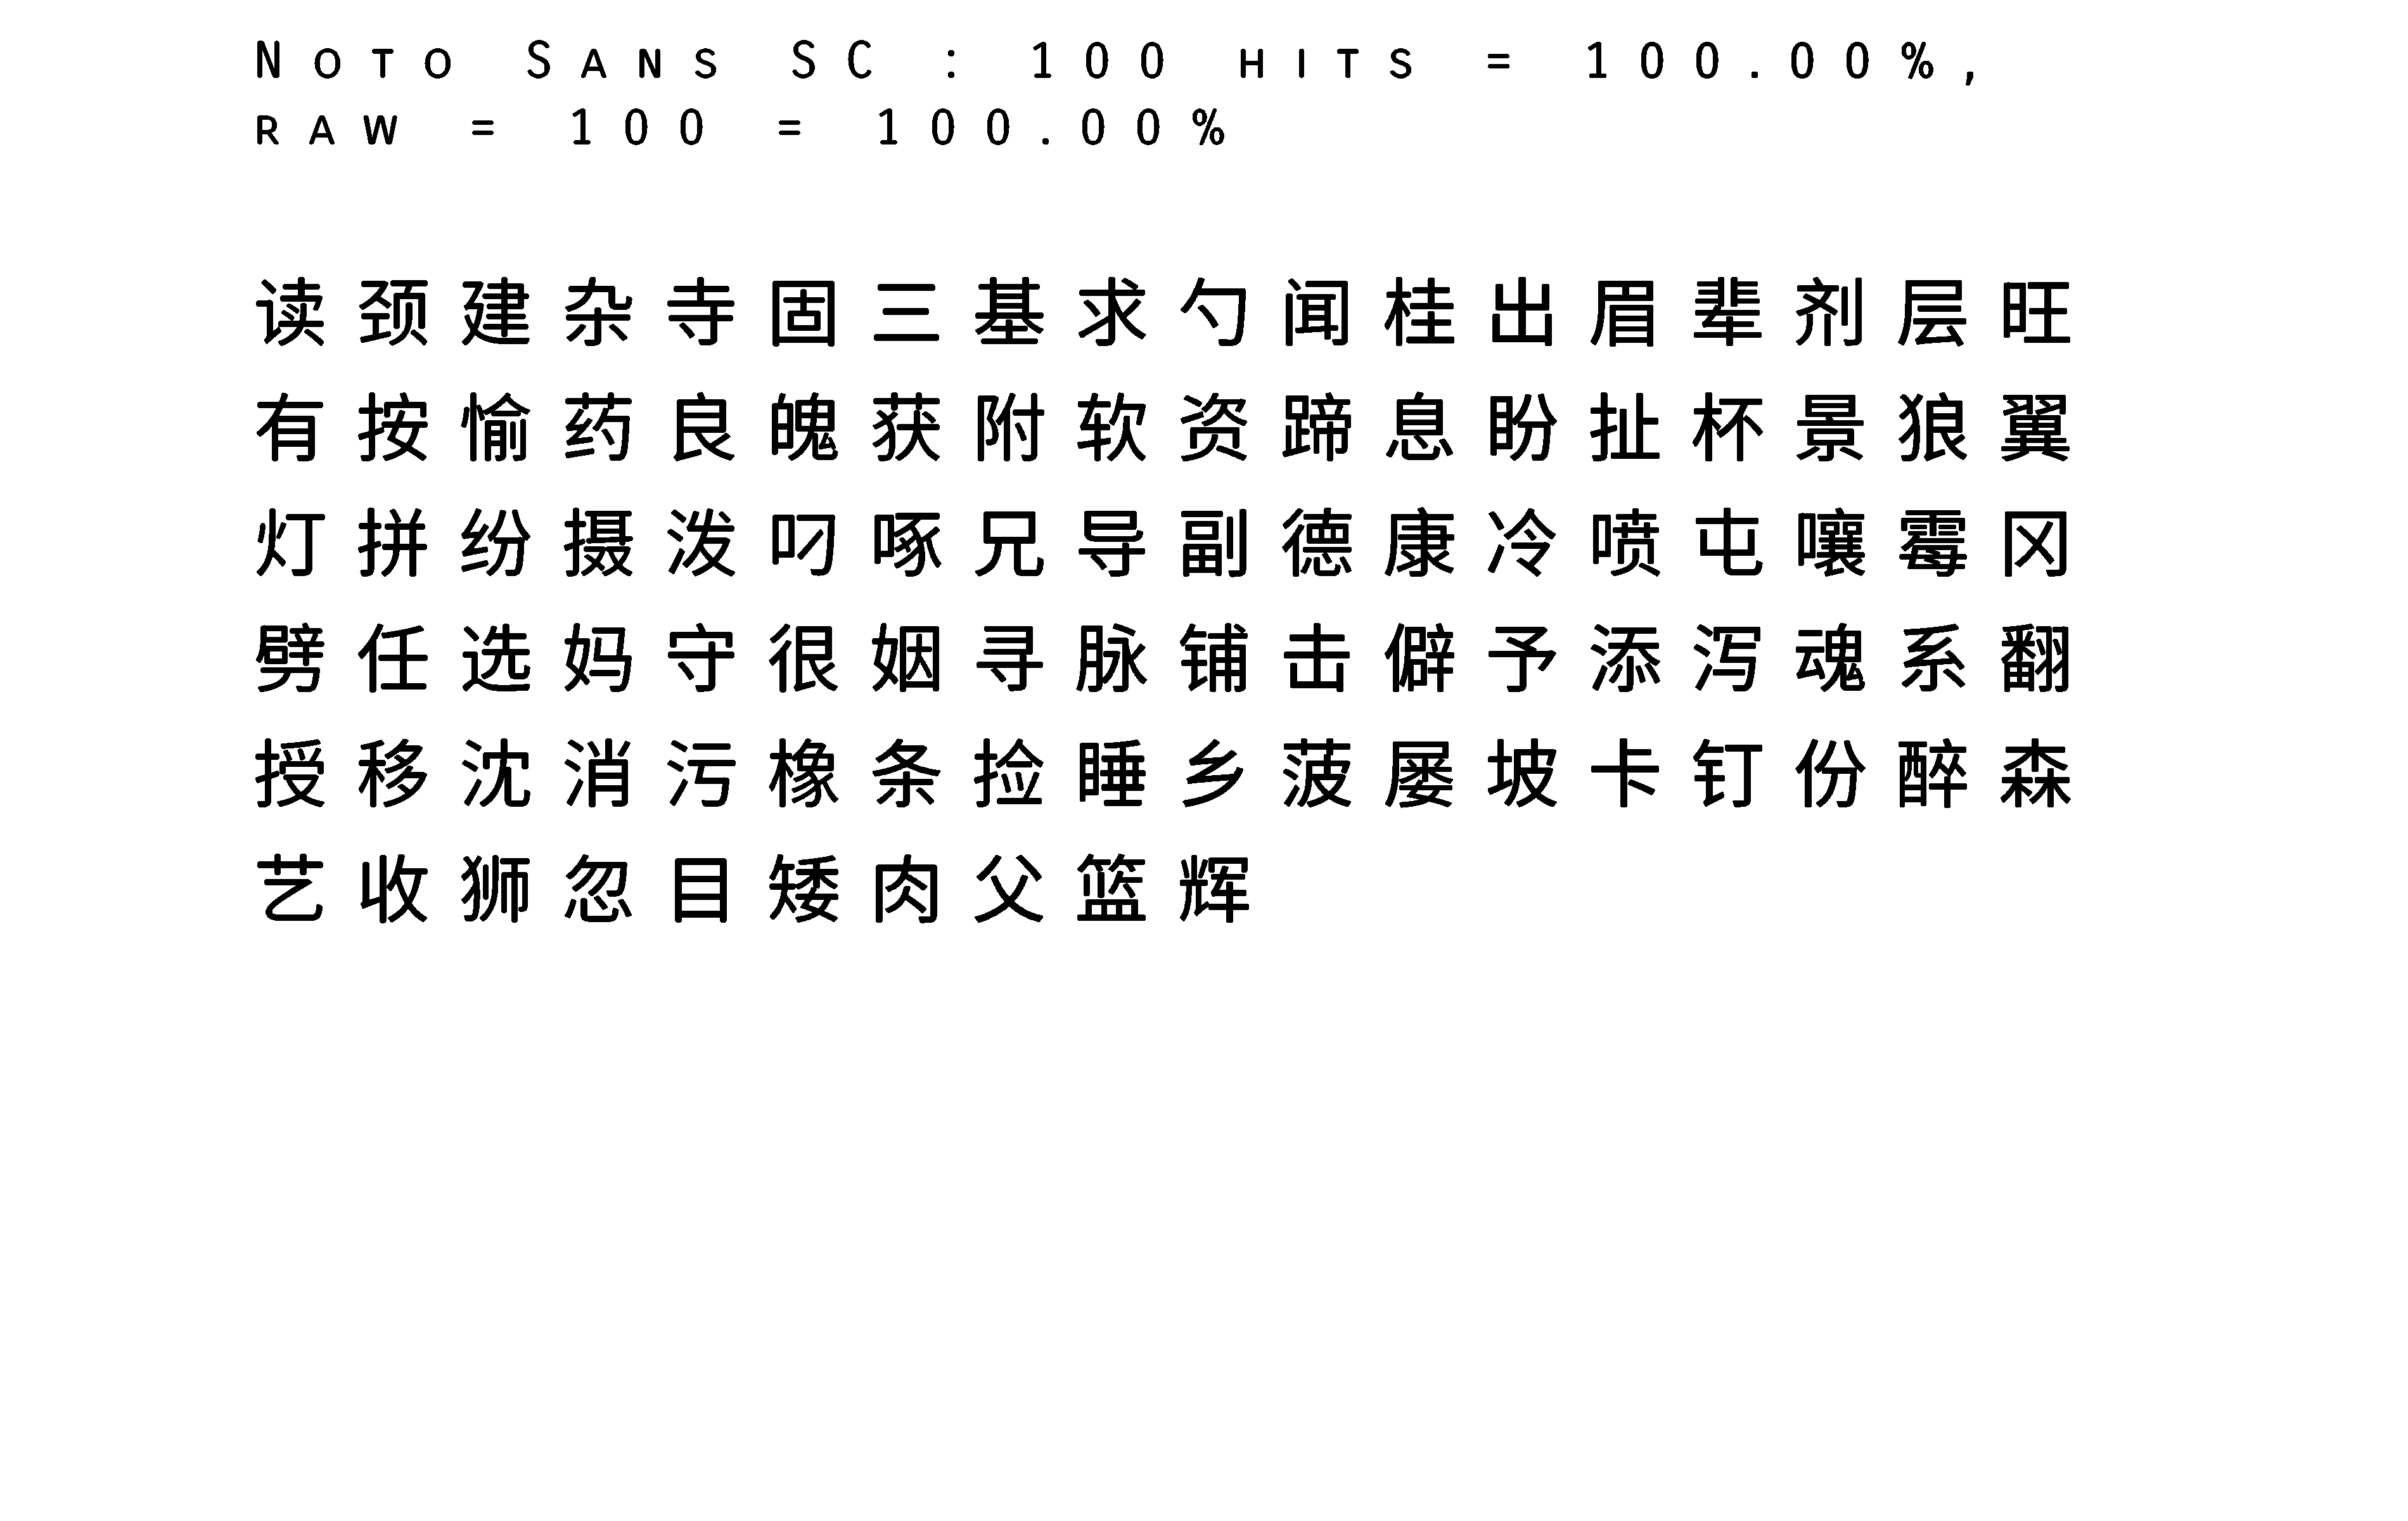 Noto Sans SC : 100 hits = 100.00%,
raw = 100 = 100.00%
读颈建杂寺固三基求勺闻桂出眉辈剂层旺
有按愉药良魄获附软资蹄息盼扯杯景狼翼
灯拼纷摄泼叼啄兄导副德康冷喷屯嚷霉冈
劈任选妈守很姻寻脉铺击僻予添泻魂系翻
授移沈消污橡条捡睡乡菠屡坡卡钉份醉森
艺收狮忽目矮肉父篮辉